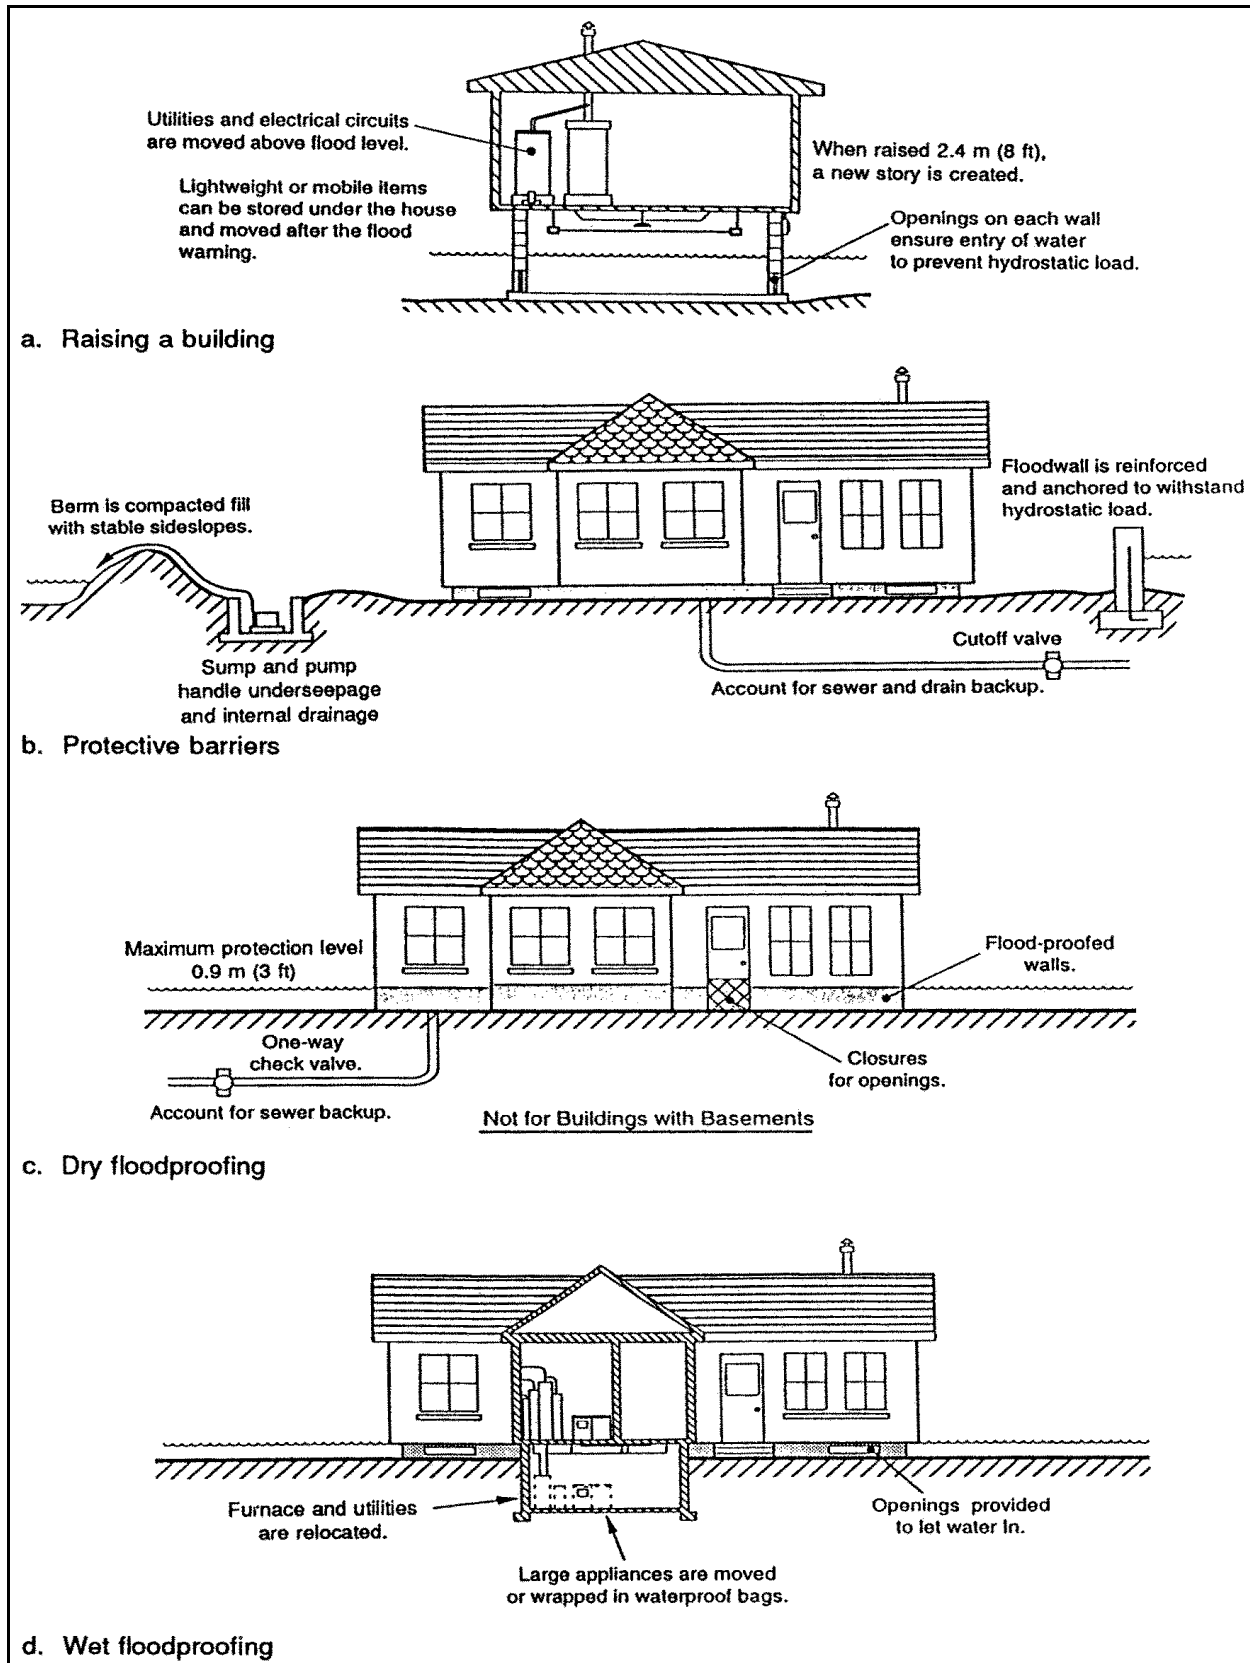 Utilities and electrical circuits
are moved above flood level.
Lightweight or mobile items
can be stored under the house
and moved after the flood
warning.
When raised 2.4 m (8 ft),
a new story is created.
Openings on each wall
ensure entry of water
to prevent hydrostatic load.
a. Raising a building
Berm is compacted fill
with stable sideslopes.
Floodwall is reinforced
and anchored to withstand
hydrostatic load.
Sump and pump
handle underseepage
and internal drainage
Cutoff valve
Account for sewer and drain backup.
b. Protective barriers
Maximum protection level
0.9 m (3 ft)
Flood-proofed
walls.
One-way
check valve.
Closures
for openings.
Account for sewer backup.
Not for Buildings with Basements
c. Dry floodproofing
Furnace and utilities
are relocated.
Openings provided
to let water in.
Large appliances are moved
or wrapped in waterproof bags.
d. Wet floodproofing